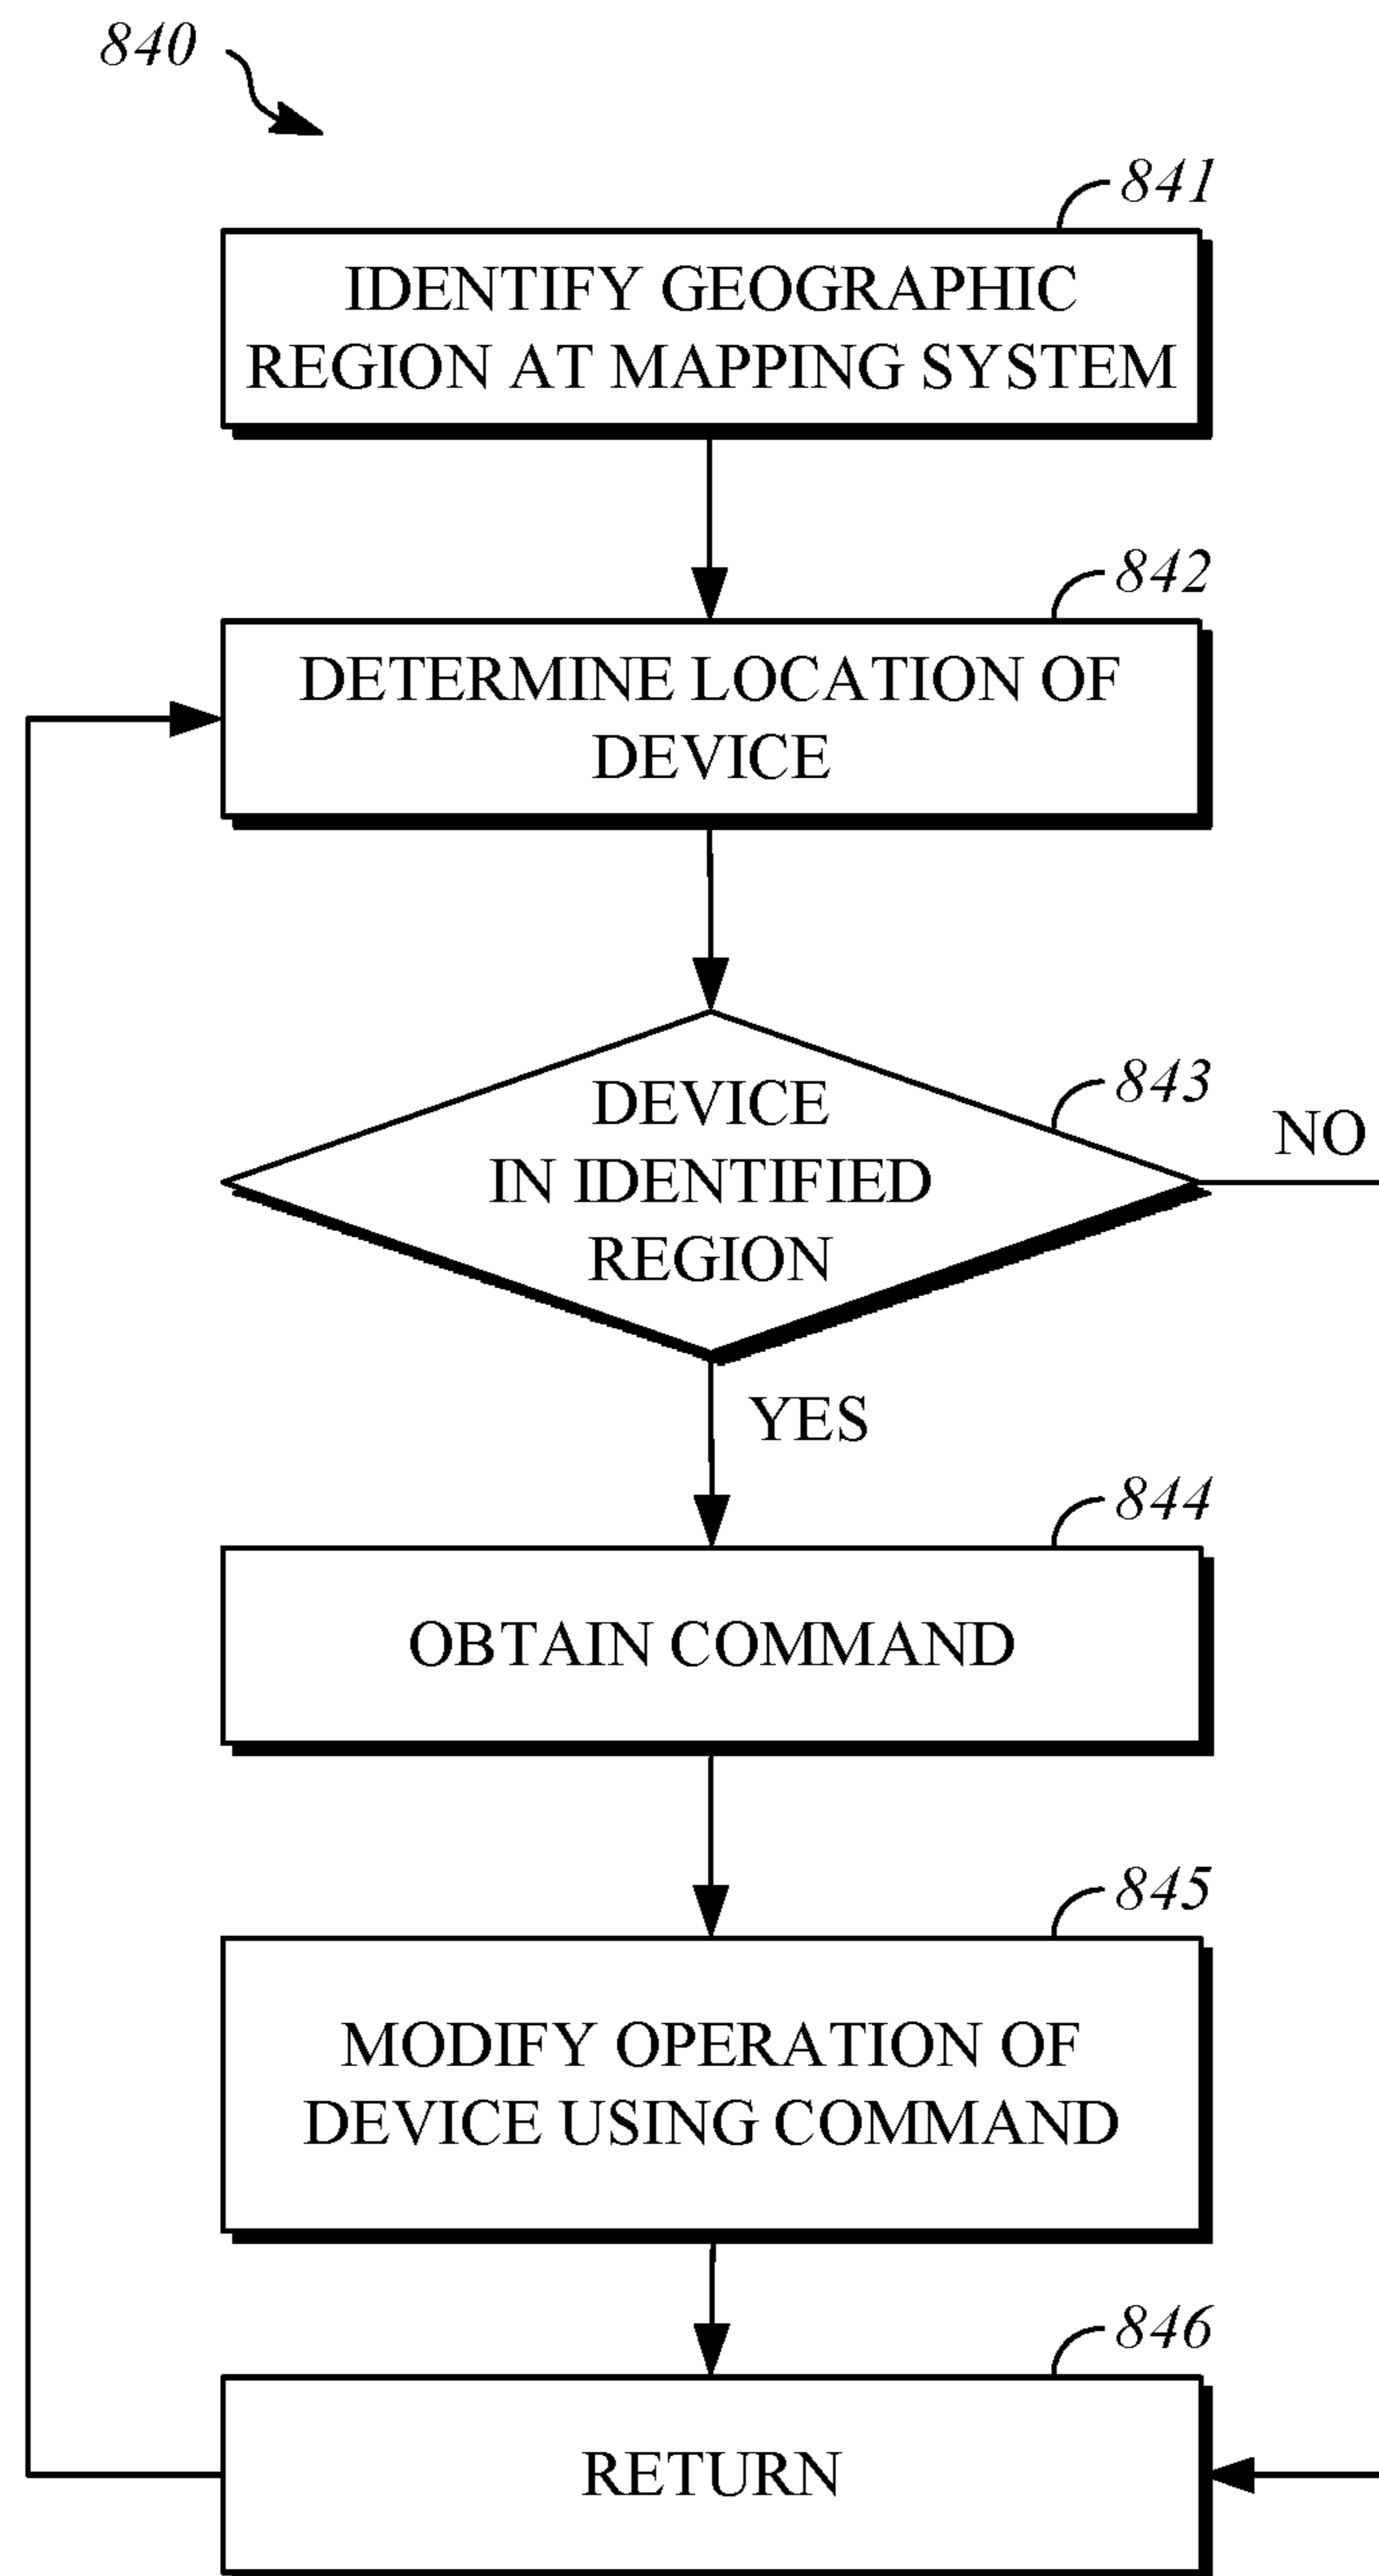 840
841
IDENTIFY GEOGRAPHIC
REGION AT MAPPING SYSTEM
842
DETERMINE LOCATION OF
DEVICE
843
DEVICE
IN IDENTIFIED
REGION
NO
YES
844
OBTAIN COMMAND
845
MODIFY OPERATION OF
DEVICE USING COMMAND
846
RETURN